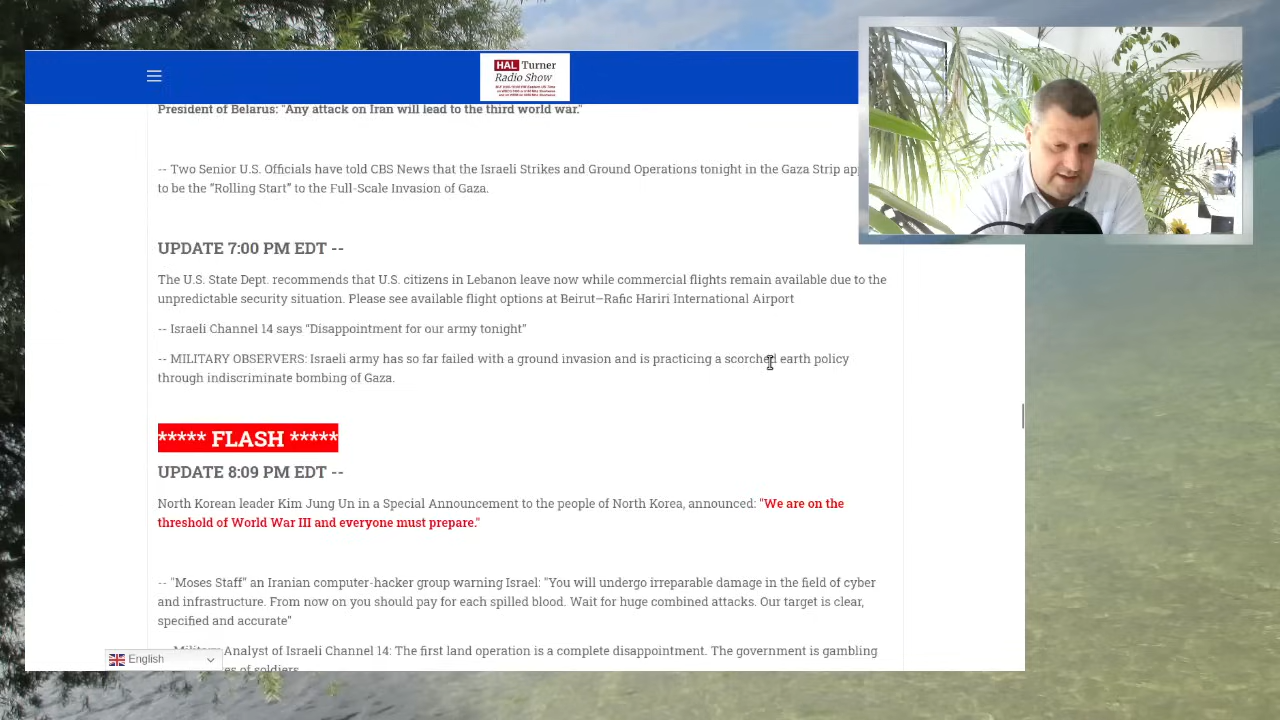 HAL Turner
Radio Show
President of Belarus: "Any attack on Iran will lead to the third world war."
-- Two Senior U.S. Officials have told CBS News that the Israeli Strikes and Ground Operations tonight in the Gaza Strip
to be the “Rolling Start” to the Full-Scale Invasion of Gaza.
UPDATE 7:00 PM EDT --
The U.S. State Dept. recommends that U.S. citizens in Lebanon leave now while commercial flights remain available due to the
unpredictable security situation. Please see available flight options at Beirut–Rafic Hariri International Airport
-- Israeli Channel 14 says “Disappointment for our army tonight”
-- MILITARY OBSERVERS: Israeli army has so far failed with a ground invasion and is practicing a scorched earth policy
through indiscriminate bombing of Gaza.
***** FLASH *****
UPDATE 8:09 PM EDT --
North Korean leader Kim Jung Un in a Special Announcement to the people of North Korea, announced: "We are on the
threshold of World War III and everyone must prepare."
-- "Moses Staff" an Iranian computer-hacker group warning Israel: "You will undergo irreparable damage in the field of cyber
and infrastructure. From now on you should pay for each spilled blood. Wait for huge combined attacks. Our target is clear,
specified and accurate"
Military Analyst of Israeli Channel 14: The first land operation is a complete disappointment. The government is gambling
of soldiers
English